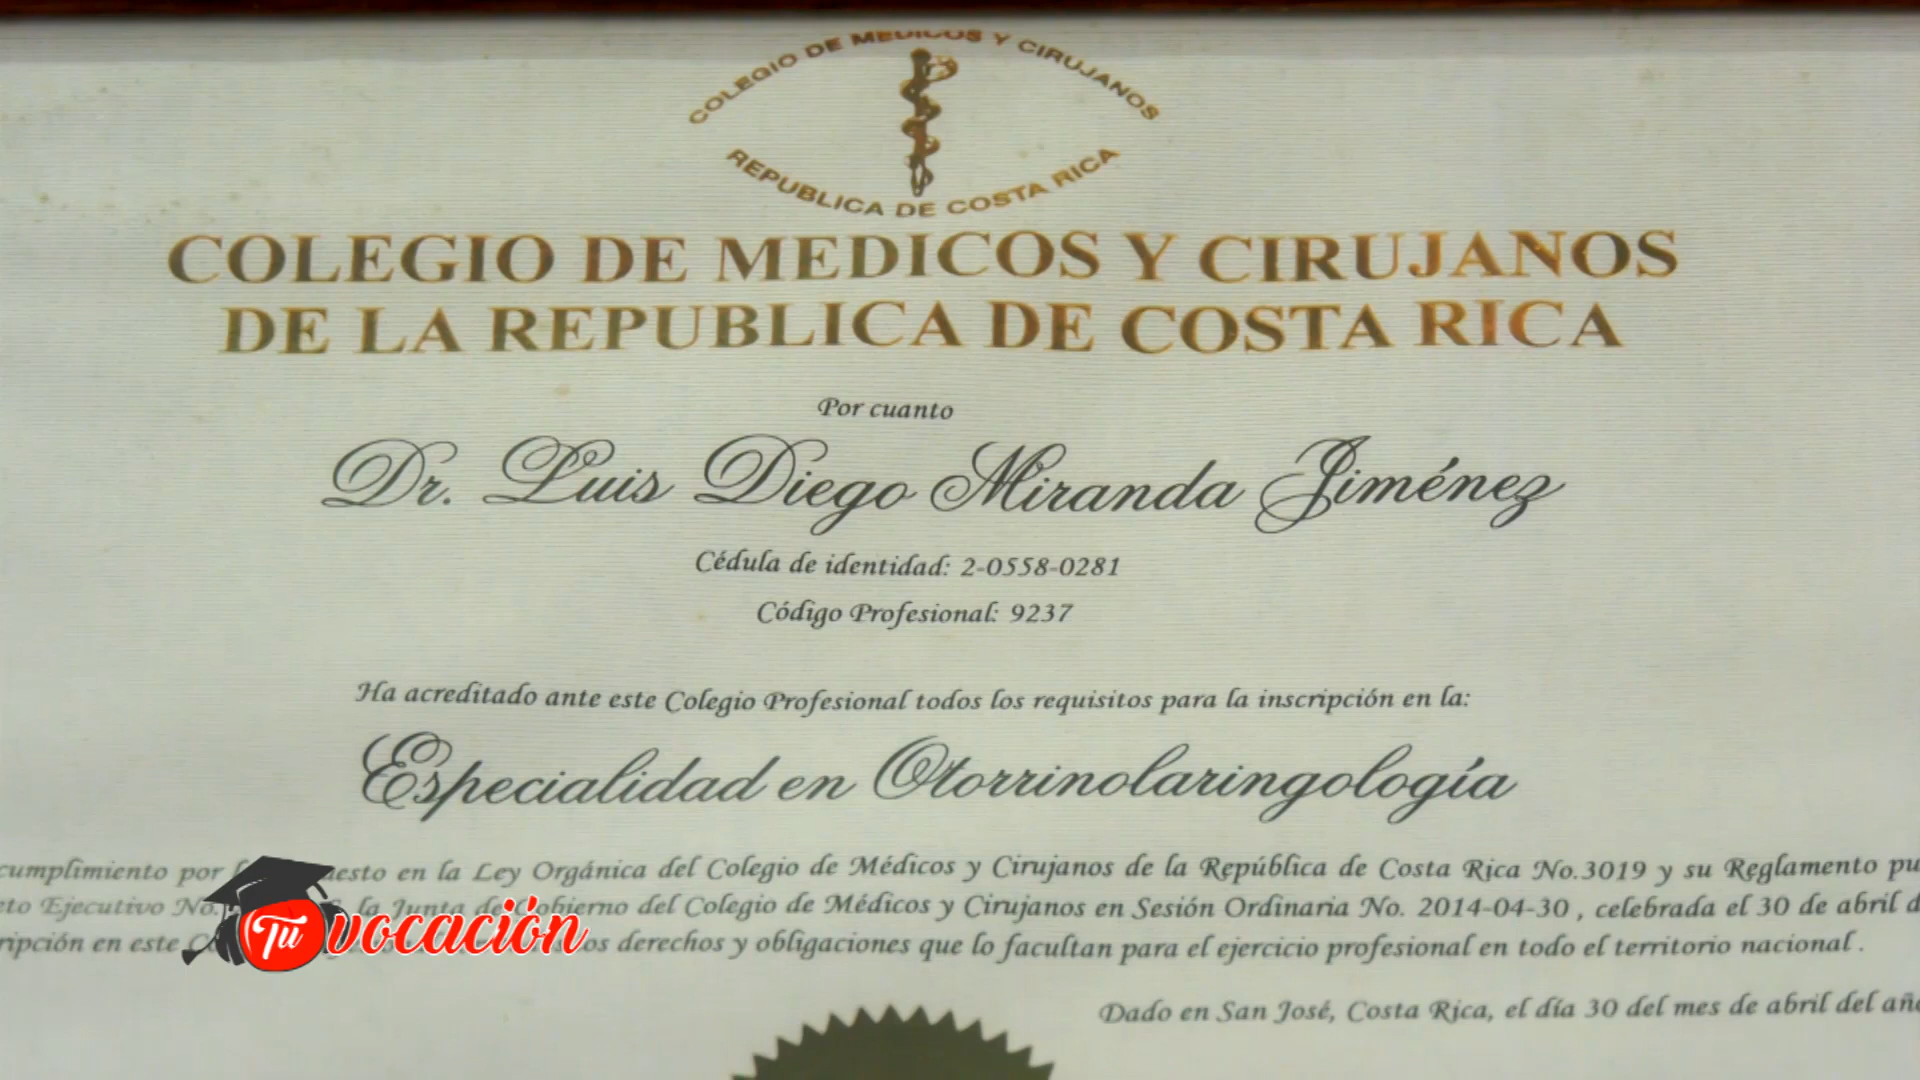 COLEGIO DE MEDICOS Y CIRUJANOS
REPUBLICA DE COSTA RICA
COLEGIO DE MEDICOS Y CIRUJANOS
DE LA REPUBLICA DE COSTA RICA
Por cuanto
Dr. Luis Diego Miranda Jiménez
Cédula de identidad: 2-0558-0281
Código Profesional: 9237
Ha acreditado ante este Colegio Profesional todos los requisitos para la inscripción en la:
Especialidad en Otorrinolaringología
cumplimiento por en la Ley Orgánica del Colegio de Médicos y Cirujanos de la República de Costa Rica No.3019 y su Reglamento
Ejecutivo No. la Junta de Gobierno del Colegio de Médicos y Cirujanos en Sesión Ordinaria No. 2014-04-30 , celebrada el 30 de abril
en este derechos y obligaciones que lo facultan para el ejercicio profesional en todo el territorio nacional .
Tu vocación
Dado en San José, Costa Rica, el día 30 del mes de abril del